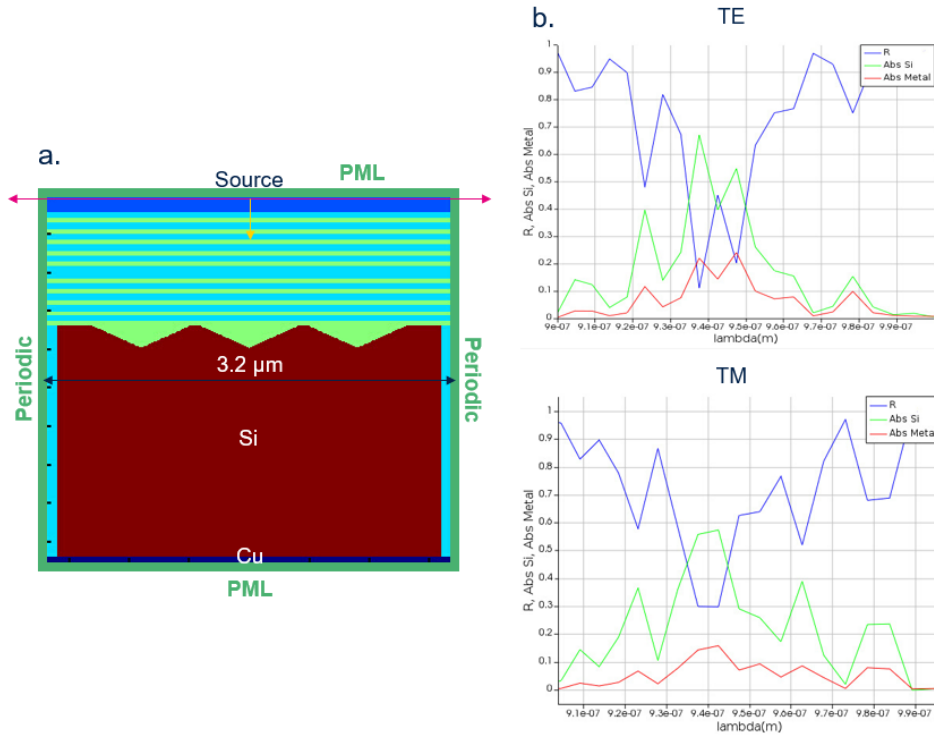 a.
Source
PML
Periodic
Periodic
3.2 µm
Si
Cu
PML
b.
TE
R, Abs Si, Abs Metal
1
0.9
0.8
0.7
0.6
0.5
0.4
0.3
0.2
0.1
0
R
Abs Si
Abs Metal
9e-07 9.1e-07 9.2e-07 9.3e-07 9.4e-07 9.5e-07 9.6e-07 9.7e-07 9.8e-07 9.9e-07
lambda(m)
TM
R, Abs Si, Abs Metal
1
0.9
0.8
0.7
0.6
0.5
0.4
0.3
0.2
0.1
0
R
Abs Si
Abs Metal
9.1e-07 9.2e-07 9.3e-07 9.4e-07 9.5e-07 9.6e-07 9.7e-07 9.8e-07 9.9e-07
lambda(m)